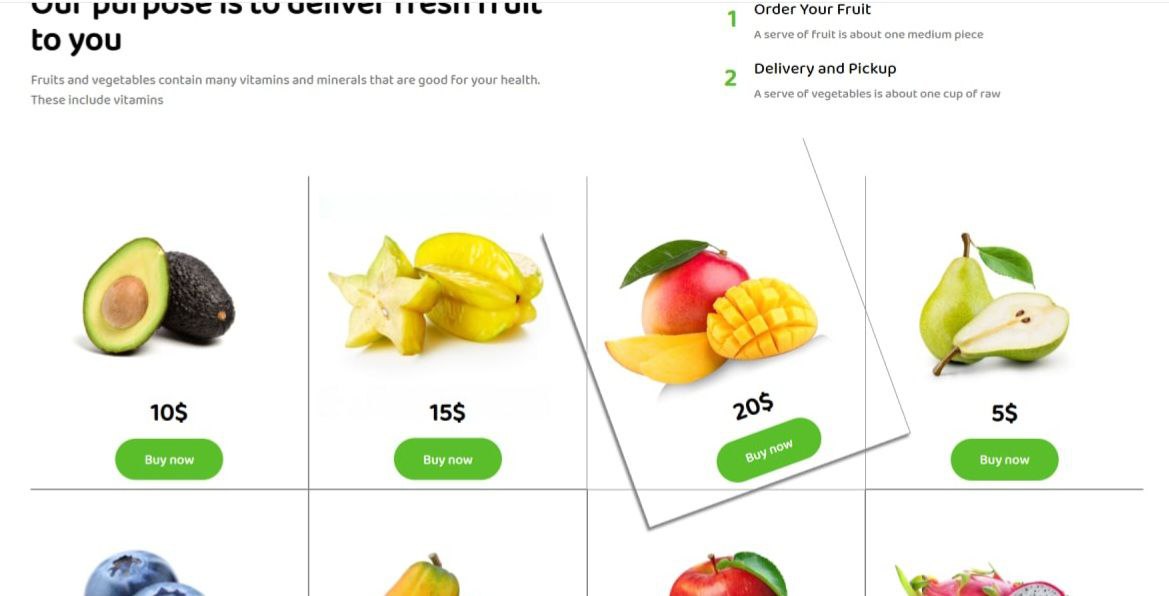 Our purpose is to deliver fresh fruit
to you
Fruits and vegetables contain many vitamins and minerals that are good for your health.
These include vitamins
1 Order Your Fruit
A serve of fruit is about one medium piece
2 Delivery and Pickup
A serve of vegetables is about one cup of raw
10$
15$
20$
5$
Buy now
Buy now
Buy now
Buy now